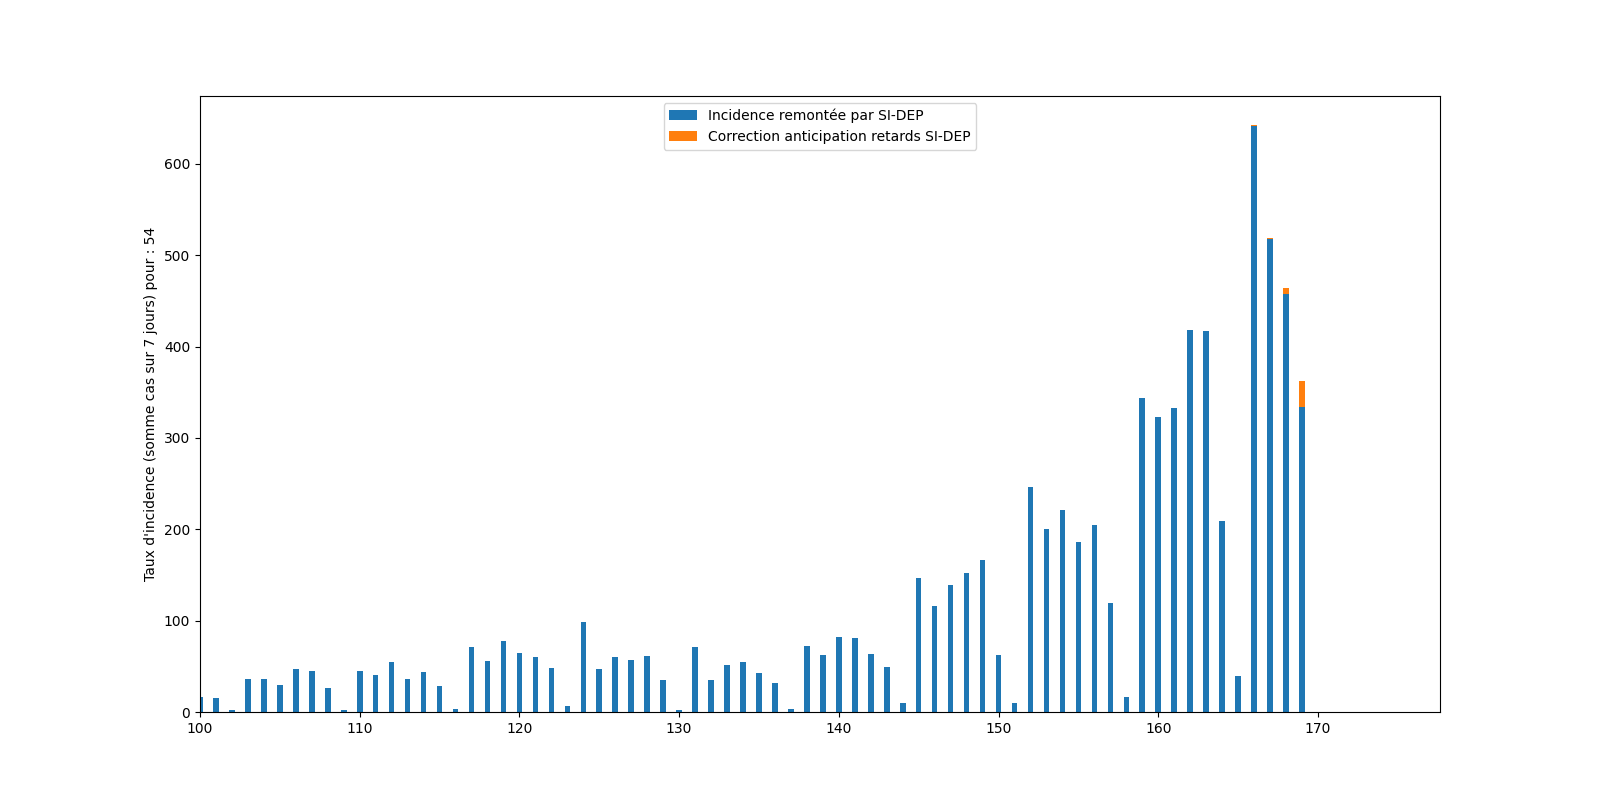 Incidence remontée par SI-DEP
Correction anticipation retards SI-DEP
Taux d'incidence (somme cas sur 7 jours) pour : 54
600
500
400
300
200
100
0
100 110 120 130 140 150 160 170